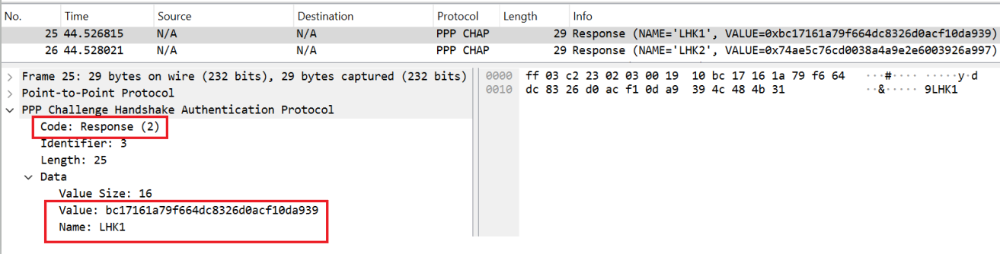 No. Time Source Destination Protocol Length Info
25 44.526815 N/A N/A PPP CHAP 29 Response (NAME='LHK1', VALUE=0xbc17161a79f664dc8326d0acf10da939)
26 44.528021 N/A N/A PPP CHAP 29 Response (NAME='LHK2', VALUE=0x74ae5c76cd0038a4a9e2e6003926a997)
Frame 25: 29 bytes on wire (232 bits), 29 bytes captured (232 bits)
Point-to-Point Protocol
PPP Challenge Handshake Authentication Protocol
Code: Response (2)
Identifier: 3
Length: 25
Data
Value Size: 16
Value: bc17161a79f664dc8326d0acf10da939
Name: LHK1
0000 ff 03 c2 23 02 03 00 19 10 bc 17 16 1a 79 f6 64 ···#···· ·····y·d
0010 dc 83 26 d0 ac f1 0d a9 39 4c 48 4b 31 ··&····· 9LHK1